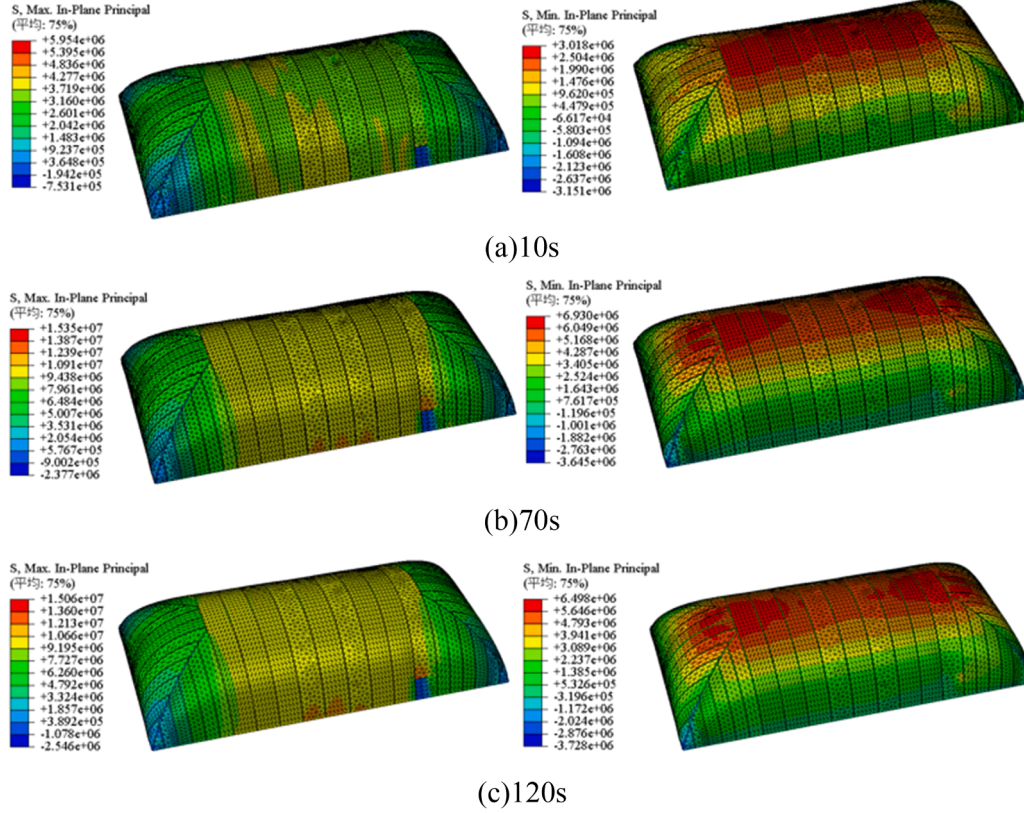 S, Max. In-Plane Principal
(平均: 75%)
+5.954e+06
+5.395e+06
+4.836e+06
+4.277e+06
+3.719e+06
+3.160e+06
+2.601e+06
+2.042e+06
+1.483e+06
+9.237e+05
+3.648e+05
-1.942e+05
-7.531e+05
S, Min. In-Plane Principal
(平均: 75%)
+3.018e+06
+2.504e+06
+1.990e+06
+1.476e+06
+9.620e+05
+4.479e+05
-6.617e+04
-5.803e+05
-1.094e+06
-1.608e+06
-2.123e+06
-2.637e+06
-3.151e+06
(a)10s
S, Max. In-Plane Principal
(平均: 75%)
+1.535e+07
+1.387e+07
+1.239e+07
+1.091e+07
+9.438e+06
+7.961e+06
+6.484e+06
+5.007e+06
+3.531e+06
+2.054e+06
+5.767e+05
-9.002e+05
-2.377e+06
S, Min. In-Plane Principal
(平均: 75%)
+6.930e+06
+6.049e+06
+5.168e+06
+4.287e+06
+3.405e+06
+2.524e+06
+1.643e+06
+7.617e+05
-1.196e+05
-1.001e+06
-1.882e+06
-2.763e+06
-3.645e+06
(b)70s
S, Max. In-Plane Principal
(平均: 75%)
+1.506e+07
+1.360e+07
+1.213e+07
+1.066e+07
+9.195e+06
+7.727e+06
+6.260e+06
+4.792e+06
+3.324e+06
+1.857e+06
+3.892e+05
-1.078e+06
-2.546e+06
S, Min. In-Plane Principal
(平均: 75%)
+6.498e+06
+5.646e+06
+4.793e+06
+3.941e+06
+3.089e+06
+2.237e+06
+1.385e+06
+5.326e+05
-3.196e+05
-1.172e+06
-2.024e+06
-2.876e+06
-3.728e+06
(c)120s